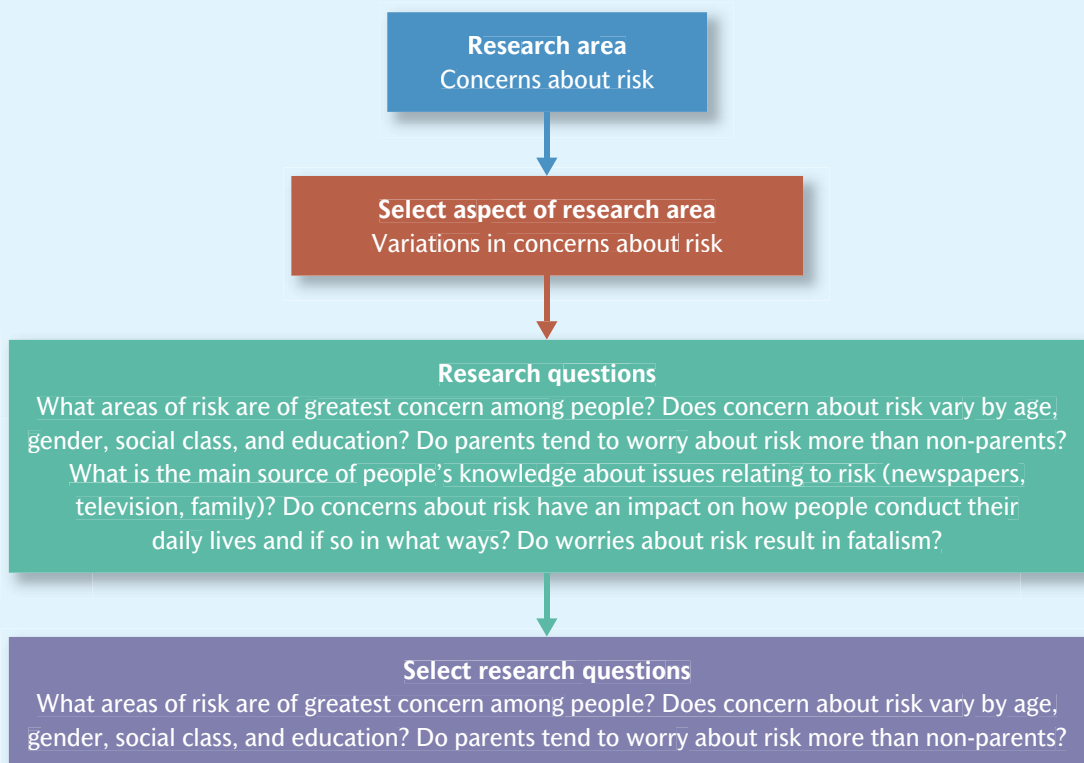 Research area
Concerns about risk
Select aspect of research area
Variations in concerns about risk
Research questions
What areas of risk are of greatest concern among people? Does concern about risk vary by age,
gender, social class, and education? Do parents tend to worry about risk more than non-parents?
What is the main source of people’s knowledge about issues relating to risk (newspapers,
television, family)? Do concerns about risk have an impact on how people conduct their
daily lives and if so in what ways? Do worries about risk result in fatalism?
Select research questions
What areas of risk are of greatest concern among people? Does concern about risk vary by age,
gender, social class, and education? Do parents tend to worry about risk more than non-parents?